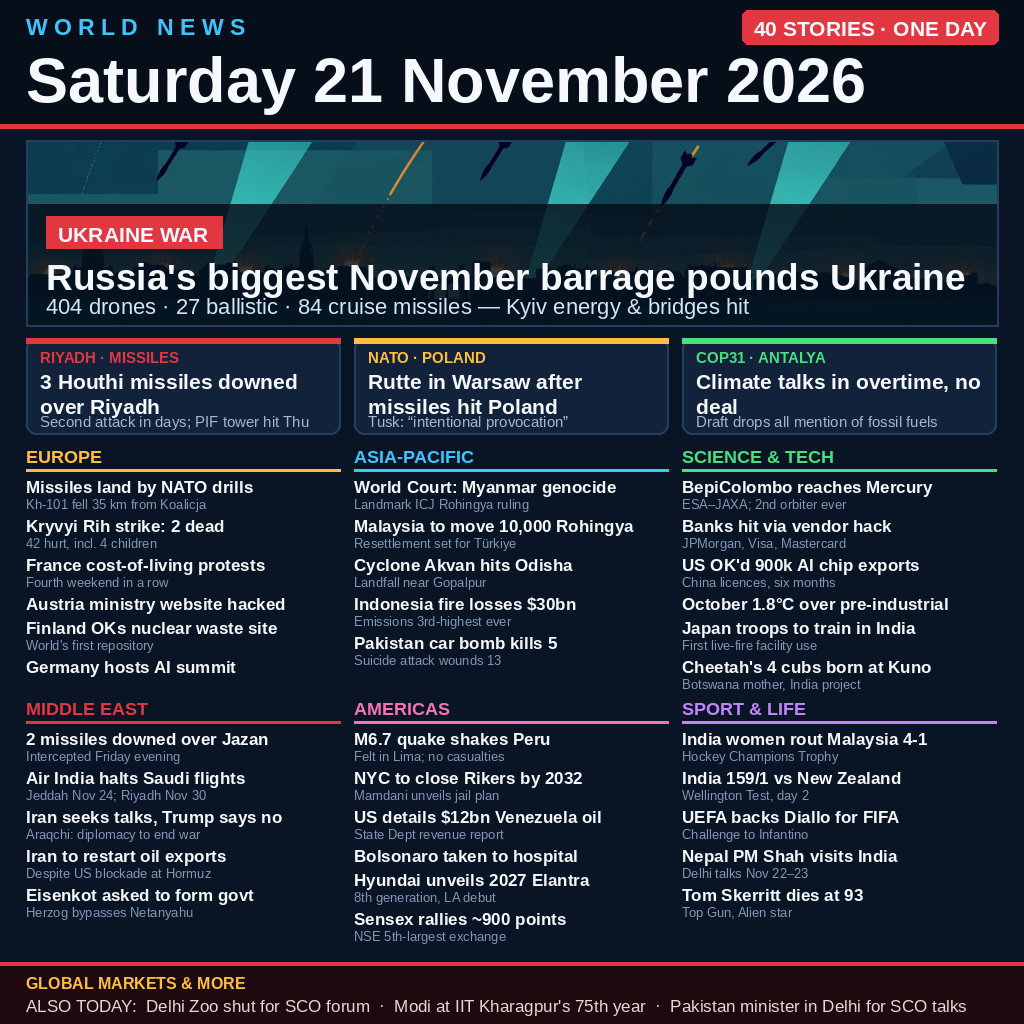 WORLD NEWS
40 STORIES · ONE DAY
Saturday 21 November 2026
UKRAINE WAR
Russia's biggest November barrage pounds Ukraine
404 drones · 27 ballistic · 84 cruise missiles — Kyiv energy & bridges hit
RIYADH · MISSILES
3 Houthi missiles downed
over Riyadh
Second attack in days; PIF tower hit Thu
NATO · POLAND
Rutte in Warsaw after
missiles hit Poland
Tusk: “intentional provocation”
COP31 · ANTALYA
Climate talks in overtime, no
deal
Draft drops all mention of fossil fuels
EUROPE
Missiles land by NATO drills
Kh-101 fell 35 km from Koalicja
Kryvyi Rih strike: 2 dead
42 hurt, incl. 4 children
France cost-of-living protests
Fourth weekend in a row
Austria ministry website hacked
Finland OKs nuclear waste site
World's first repository
Germany hosts AI summit
ASIA-PACIFIC
World Court: Myanmar genocide
Landmark ICJ Rohingya ruling
Malaysia to move 10,000 Rohingya
Resettlement set for Türkiye
Cyclone Akvan hits Odisha
Landfall near Gopalpur
Indonesia fire losses $30bn
Emissions 3rd-highest ever
Pakistan car bomb kills 5
Suicide attack wounds 13
SCIENCE & TECH
BepiColombo reaches Mercury
ESA–JAXA; 2nd orbiter ever
Banks hit via vendor hack
JPMorgan, Visa, Mastercard
US OK'd 900k AI chip exports
China licences, six months
October 1.8°C over pre-industrial
Japan troops to train in India
First live-fire facility use
Cheetah's 4 cubs born at Kuno
Botswana mother, India project
MIDDLE EAST
2 missiles downed over Jazan
Intercepted Friday evening
Air India halts Saudi flights
Jeddah Nov 24; Riyadh Nov 30
Iran seeks talks, Trump says no
Araqchi: diplomacy to end war
Iran to restart oil exports
Despite US blockade at Hormuz
Eisenkot asked to form govt
Herzog bypasses Netanyahu
AMERICAS
M6.7 quake shakes Peru
Felt in Lima; no casualties
NYC to close Rikers by 2032
Mamdani unveils jail plan
US details $12bn Venezuela oil
State Dept revenue report
Bolsonaro taken to hospital
Hyundai unveils 2027 Elantra
8th generation, LA debut
Sensex rallies ~900 points
NSE 5th-largest exchange
SPORT & LIFE
India women rout Malaysia 4-1
Hockey Champions Trophy
India 159/1 vs New Zealand
Wellington Test, day 2
UEFA backs Diallo for FIFA
Challenge to Infantino
Nepal PM Shah visits India
Delhi talks Nov 22–23
Tom Skerritt dies at 93
Top Gun, Alien star
GLOBAL MARKETS & MORE
ALSO TODAY: Delhi Zoo shut for SCO forum · Modi at IIT Kharagpur's 75th year · Pakistan minister in Delhi for SCO talks